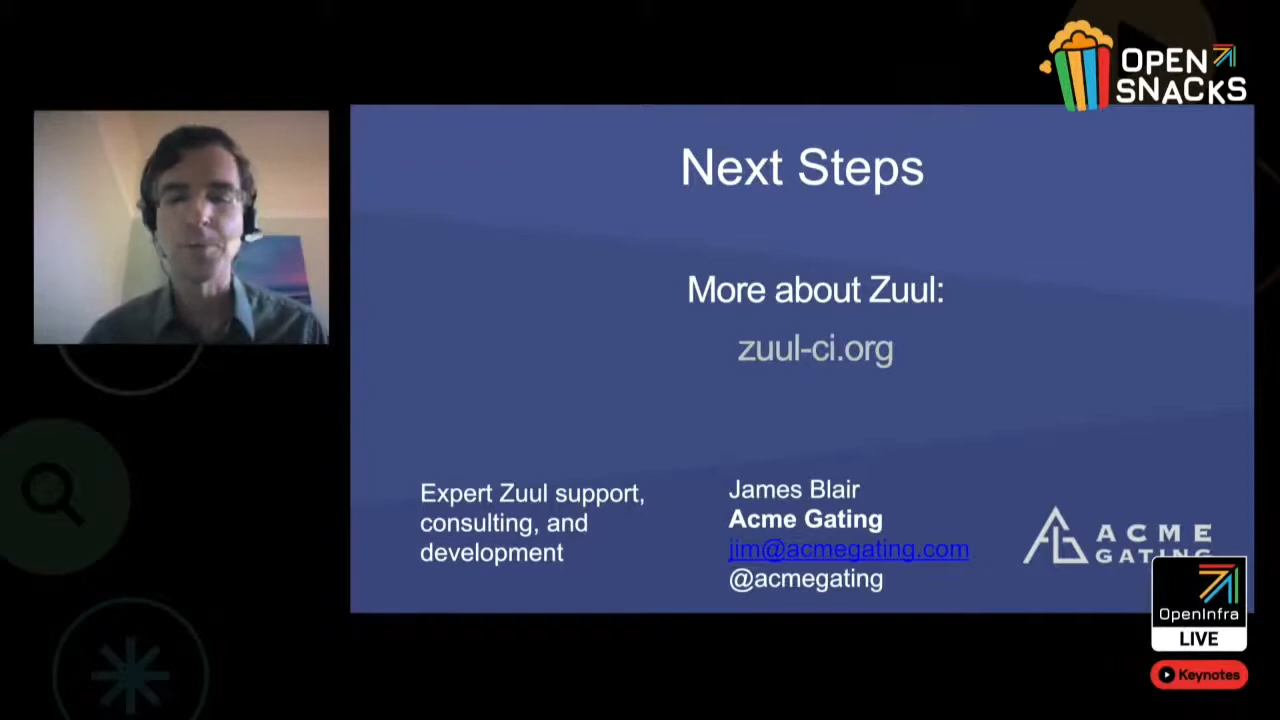 OPEN
SNACKS
Next Steps
More about Zuul:
zuul-ci.org
Expert Zuul support,
consulting, and
development
James Blair
Acme Gating
jim@acmegating.com
@acmegating
ACME
GATING
OpenInfra
LIVE
Keynotes